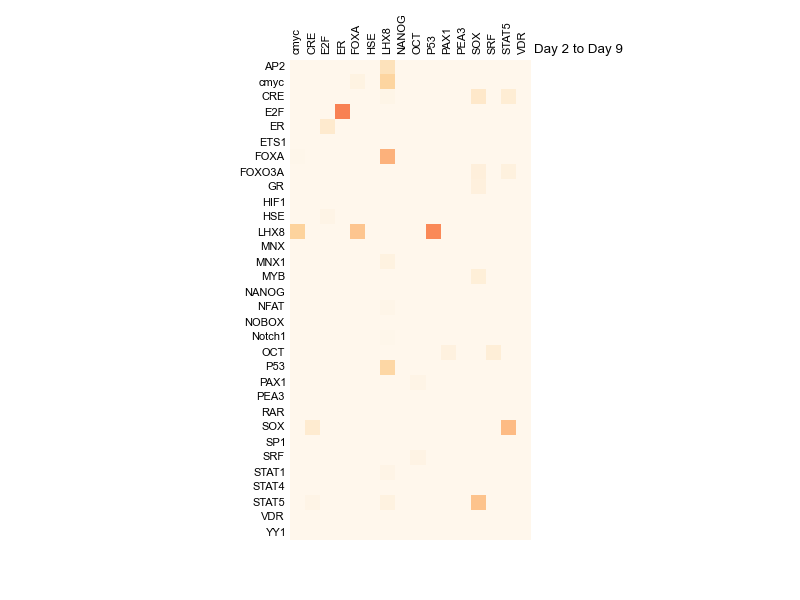 cmyc CRE E2F ER FOXA HSE LHX8 NANOG OCT P53 PAX1 PEA3 SOX SRF STAT5 VDR
Day 2 to Day 9
AP2
cmyc
CRE
E2F
ER
ETS1
FOXA
FOXO3A
GR
HIF1
HSE
LHX8
MNX
MNX1
MYB
NANOG
NFAT
NOBOX
Notch1
OCT
P53
PAX1
PEA3
RAR
SOX
SP1
SRF
STAT1
STAT4
STAT5
VDR
YY1